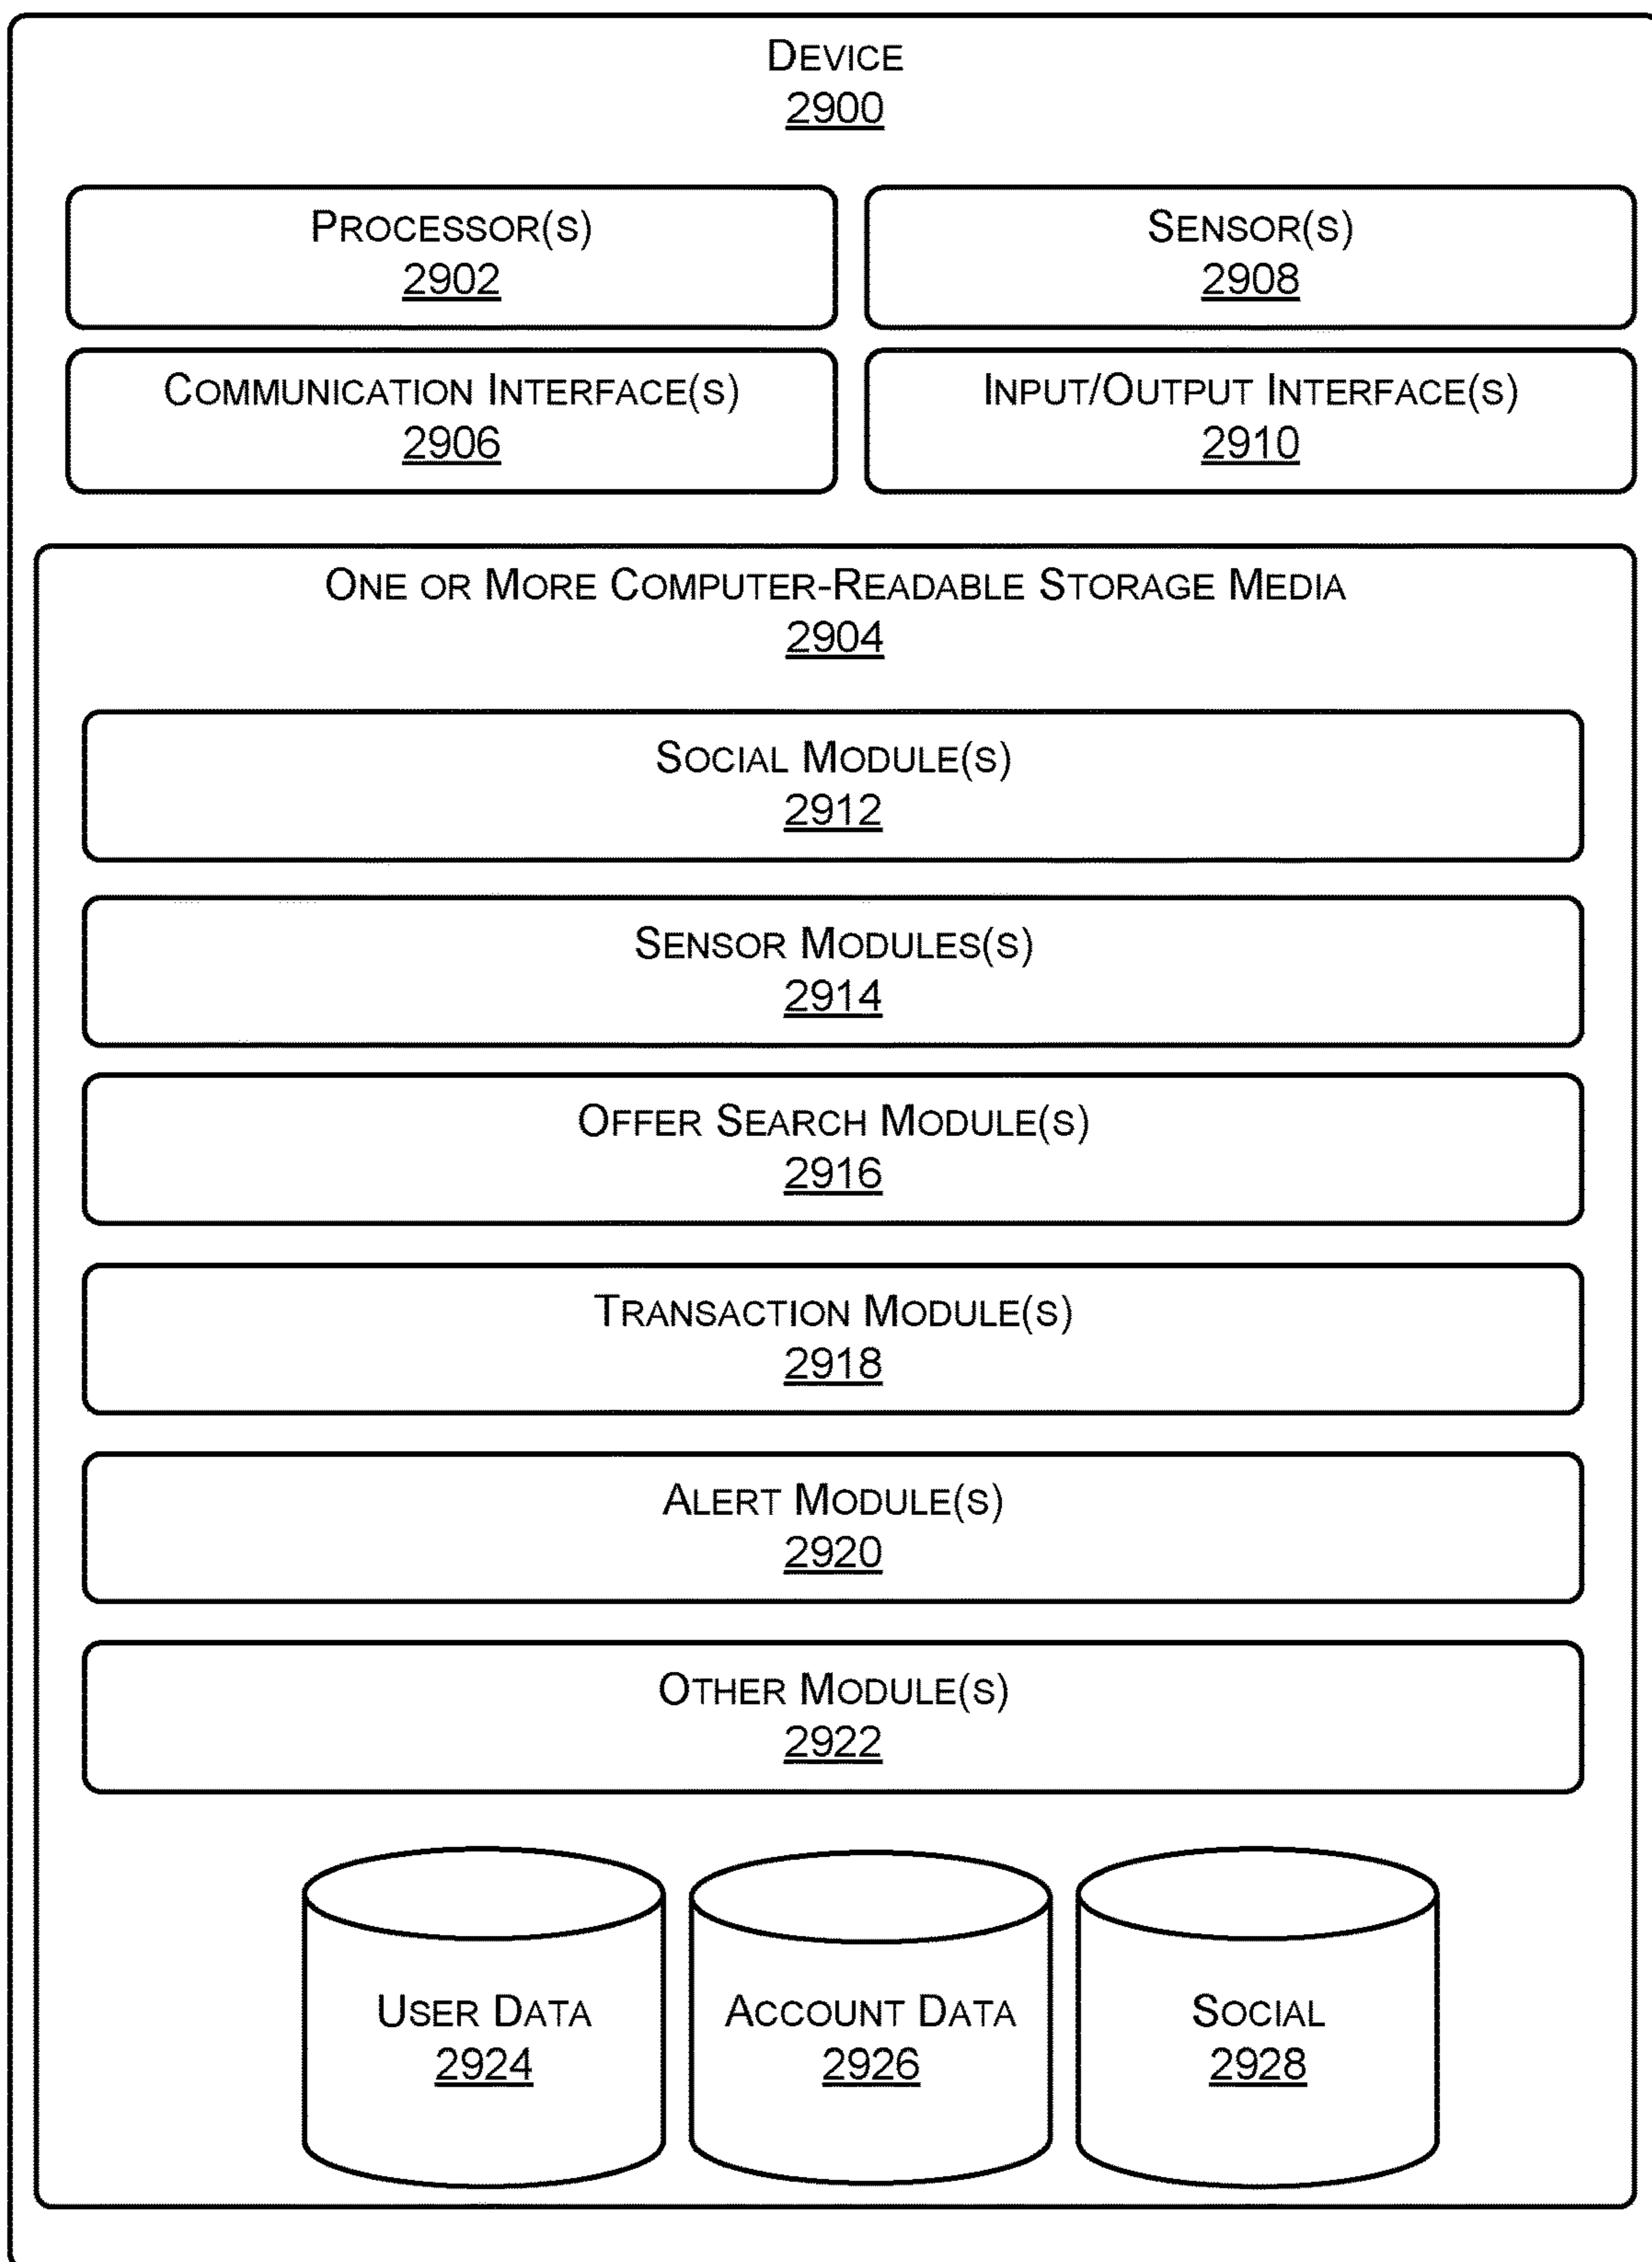 DEVICE
2900
PROCESSOR(S)
2902
SENSOR(S)
2908
COMMUNICATION INTERFACE(S)
2906
INPUT/OUTPUT INTERFACE(S)
2910
ONE OR MORE COMPUTER-READABLE STORAGE MEDIA
2904
SOCIAL MODULE(S)
2912
SENSOR MODULES(S)
2914
OFFER SEARCH MODULE(S)
2916
TRANSACTION MODULE(S)
2918
ALERT MODULE(S)
2920
OTHER MODULE(S)
2922
USER DATA
2924
ACCOUNT DATA
2926
SOCIAL
2928